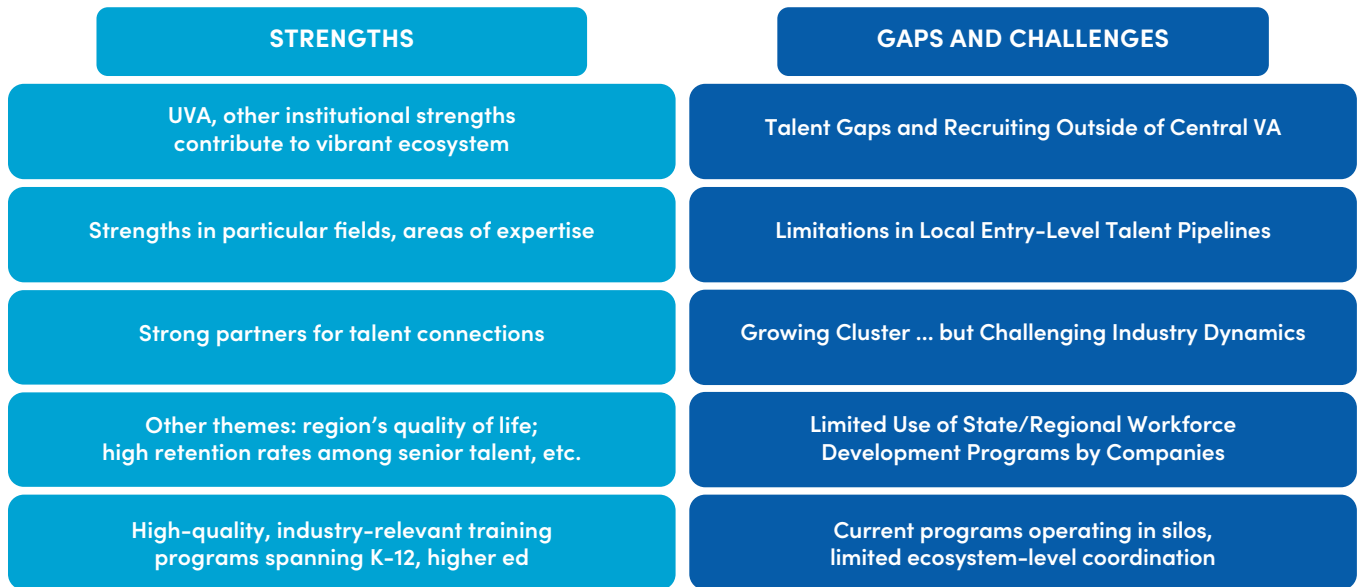 STRENGTHS
UVA, other institutional strengths
contribute to vibrant ecosystem
Strengths in particular fields, areas of expertise
Strong partners for talent connections
Other themes: region's quality of life;
high retention rates among senior talent, etc.
High-quality, industry-relevant training
programs spanning K-12, higher ed
GAPS AND CHALLENGES
Talent Gaps and Recruiting Outside of Central VA
Limitations in Local Entry-Level Talent Pipelines
Growing Cluster ... but Challenging Industry Dynamics
Limited Use of State/Regional Workforce
Development Programs by Companies
Current programs operating in silos,
limited ecosystem-level coordination